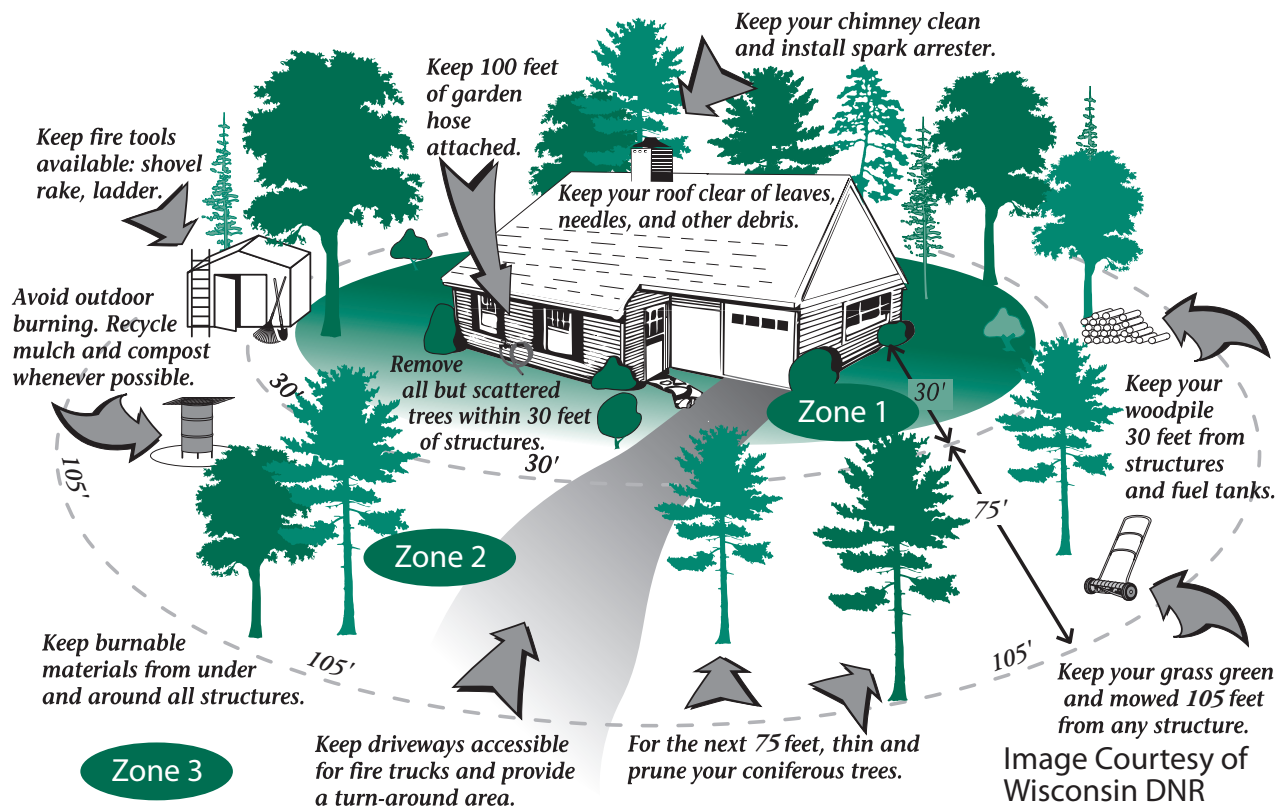 Keep your chimney clean
and install spark arrester.
Keep 100 feet
of garden
hose
attached.
Keep fire tools
available: shovel
rake, ladder.
Keep your roof clear of leaves,
needles, and other debris.
Avoid outdoor
burning. Recycle
mulch and compost
whenever possible.
Remove
all but scattered
trees within 30 feet
of structures.
30'
30'
30'
Zone 1
Keep your
woodpile
30 feet from
structures
and fuel tanks.
105'
75'
Zone 2
Keep burnable
materials from under
and around all structures.
105'
105'
Keep your grass green
and mowed 105 feet
from any structure.
Keep driveways accessible
for fire trucks and provide
a turn-around area.
For the next 75 feet, thin and
prune your coniferous trees.
Zone 3
Image Courtesy of
Wisconsin DNR